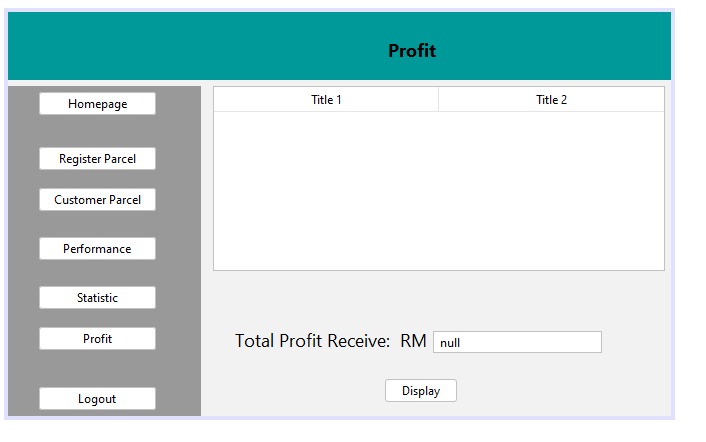 Profit
Homepage
Register Parcel
Customer Parcel
Performance
Statistic
Profit
Logout
Title 1 Title 2
Total Profit Receive: RM null
Display